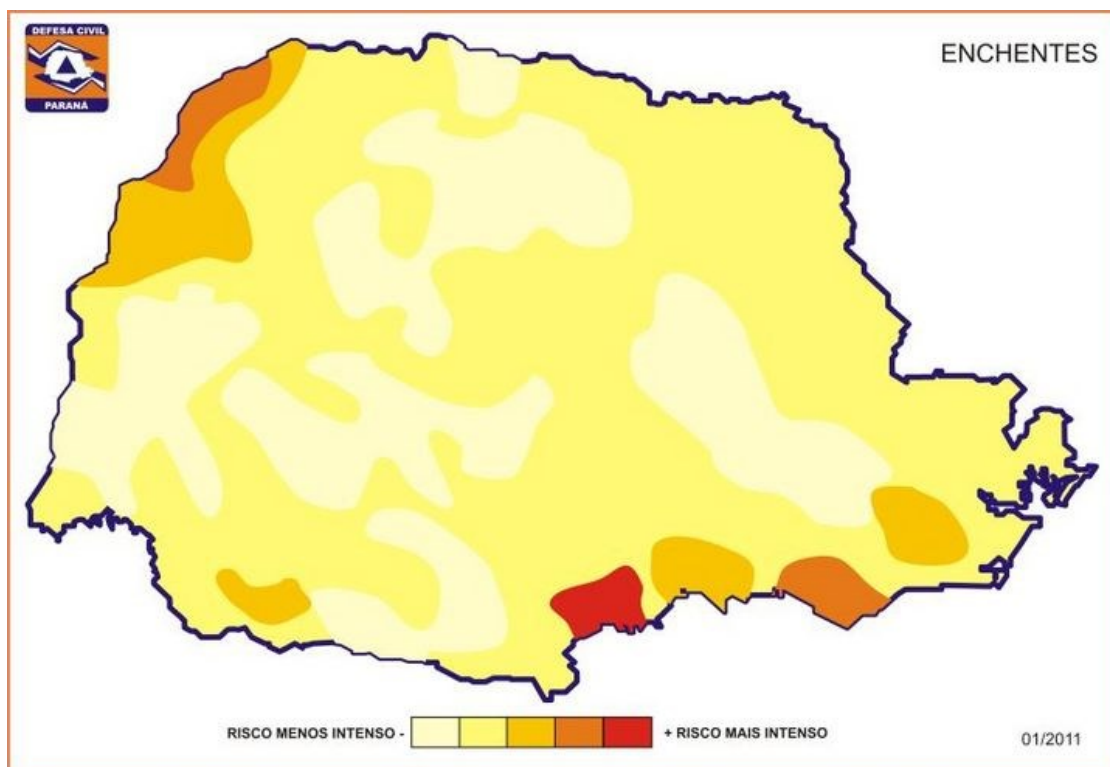 DEFESA CIVIL
PARANÁ
ENCHENTES
RISCO MENOS INTENSO -
+ RISCO MAIS INTENSO
01/2011